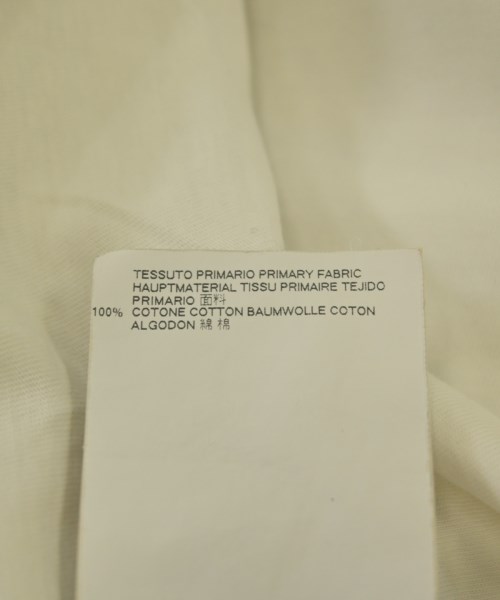 TESSUTO PRIMARIO PRIMARY FABRIC
HAUPTMATERIAL TISSU PRIMAIRE TEJIDO
PRIMARIO 面料
100% COTONE COTTON BAUMWOLLE COTON
ALGODON 綿 棉